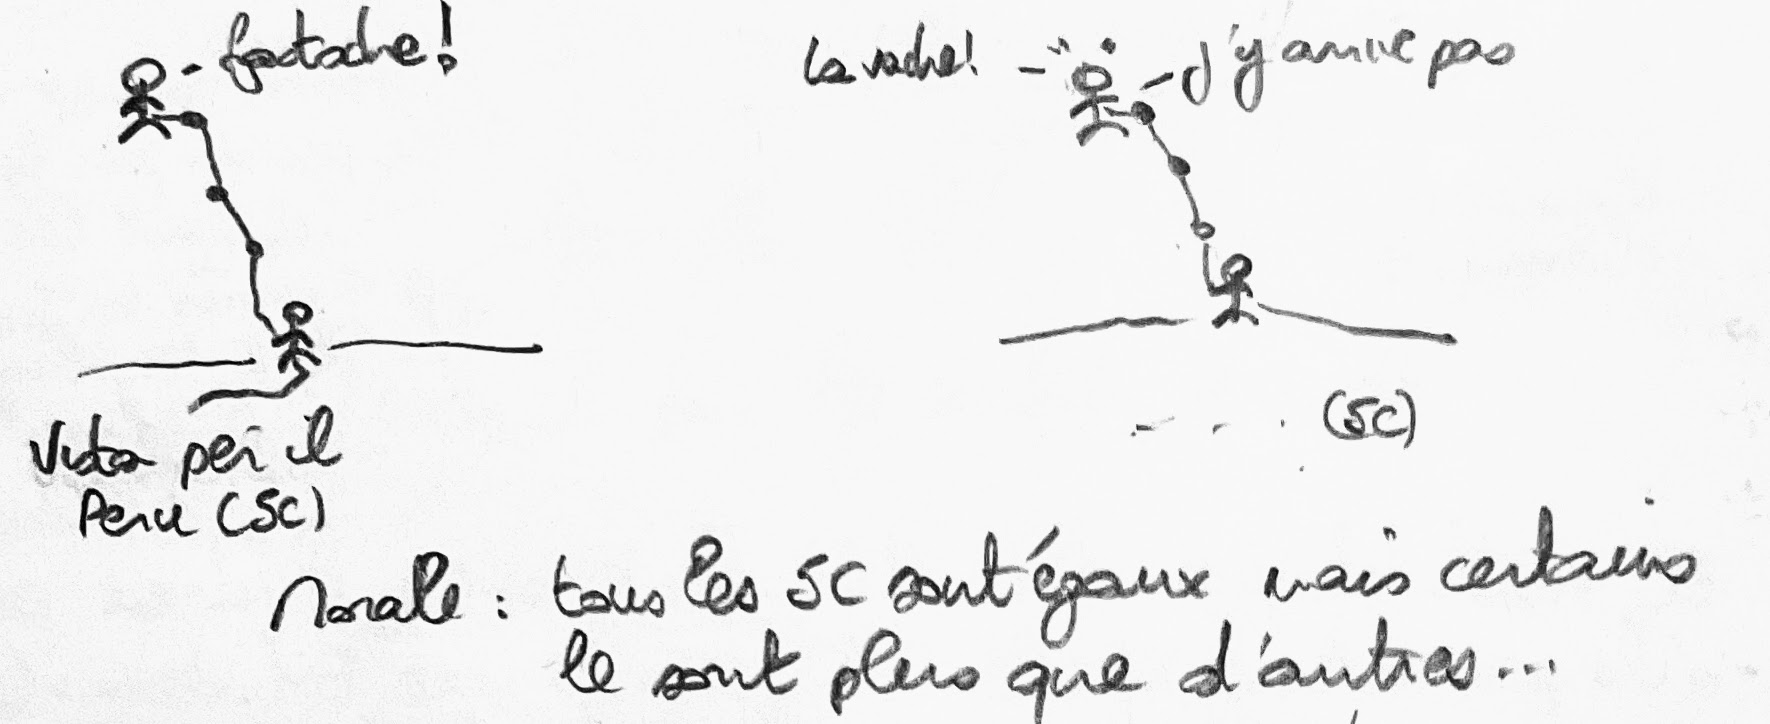 - fastoche!
La vache! - - J'y arrive pas
Vista per il
Peru (5C)
(5C)
Morale : tous les 5C sont égaux mais certains
le sont plus que d'autres...